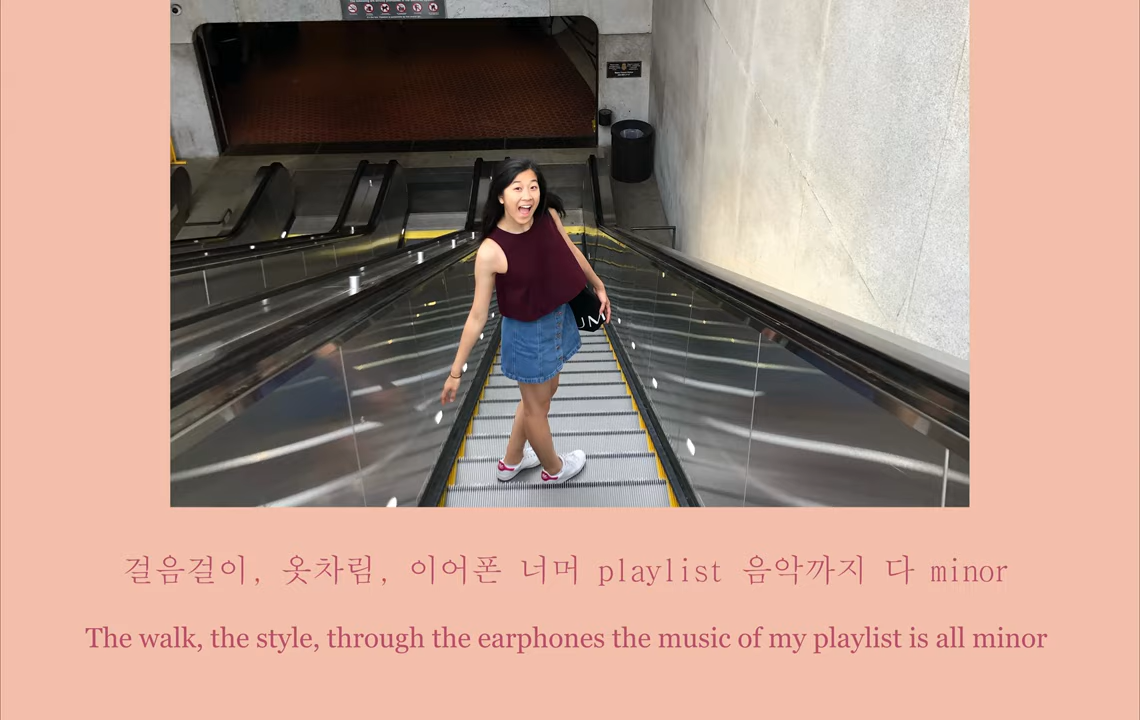 UM
걸음걸이, 옷차림, 이어폰 너머 playlist 음악까지 다 minor
The walk, the style, through the earphones the music of my playlist is all minor